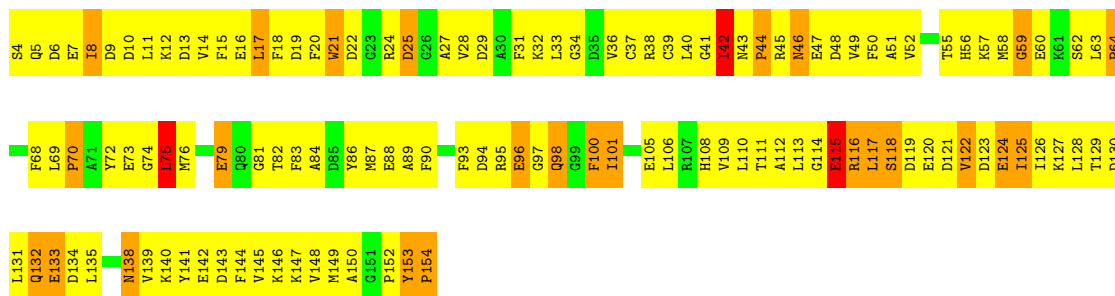 S4 Q5 D6 E7 I8 D9 D10 L11 K12 D13 V14 F15 E16 L17 F18 D19 F20 W21 D22 G23 R24 D25 G26 A27 V28 D29 A30 F31 K32 L33 G34 D35 V36 C37 R38 C39 L40 G41 I42 N43 P44 R45 N46 E47 D48 V49 F50 A51 V52 T55 H56 K57 M58 G59 E60 K61 S62 L63 P64
F68 L69 P70 A71 Y72 E73 G74 L75 M76 E79 Q80 G81 T82 F83 A84 D85 Y86 M87 E88 A89 F90 F93 D94 R95 E96 G97 Q98 G99 F100 I101 E105 L106 R107 H108 V109 L110 T111 A112 L113 G114 E115 R116 L117 S118 D119 E120 D121 V122 D123 E124 I125 I126 K127 L128 T129 D130
L131 Q132 E133 D134 L135 N138 V139 K140 Y141 E142 D143 F144 V145 K146 K147 V148 M149 A150 G151 P152 Y153 P154